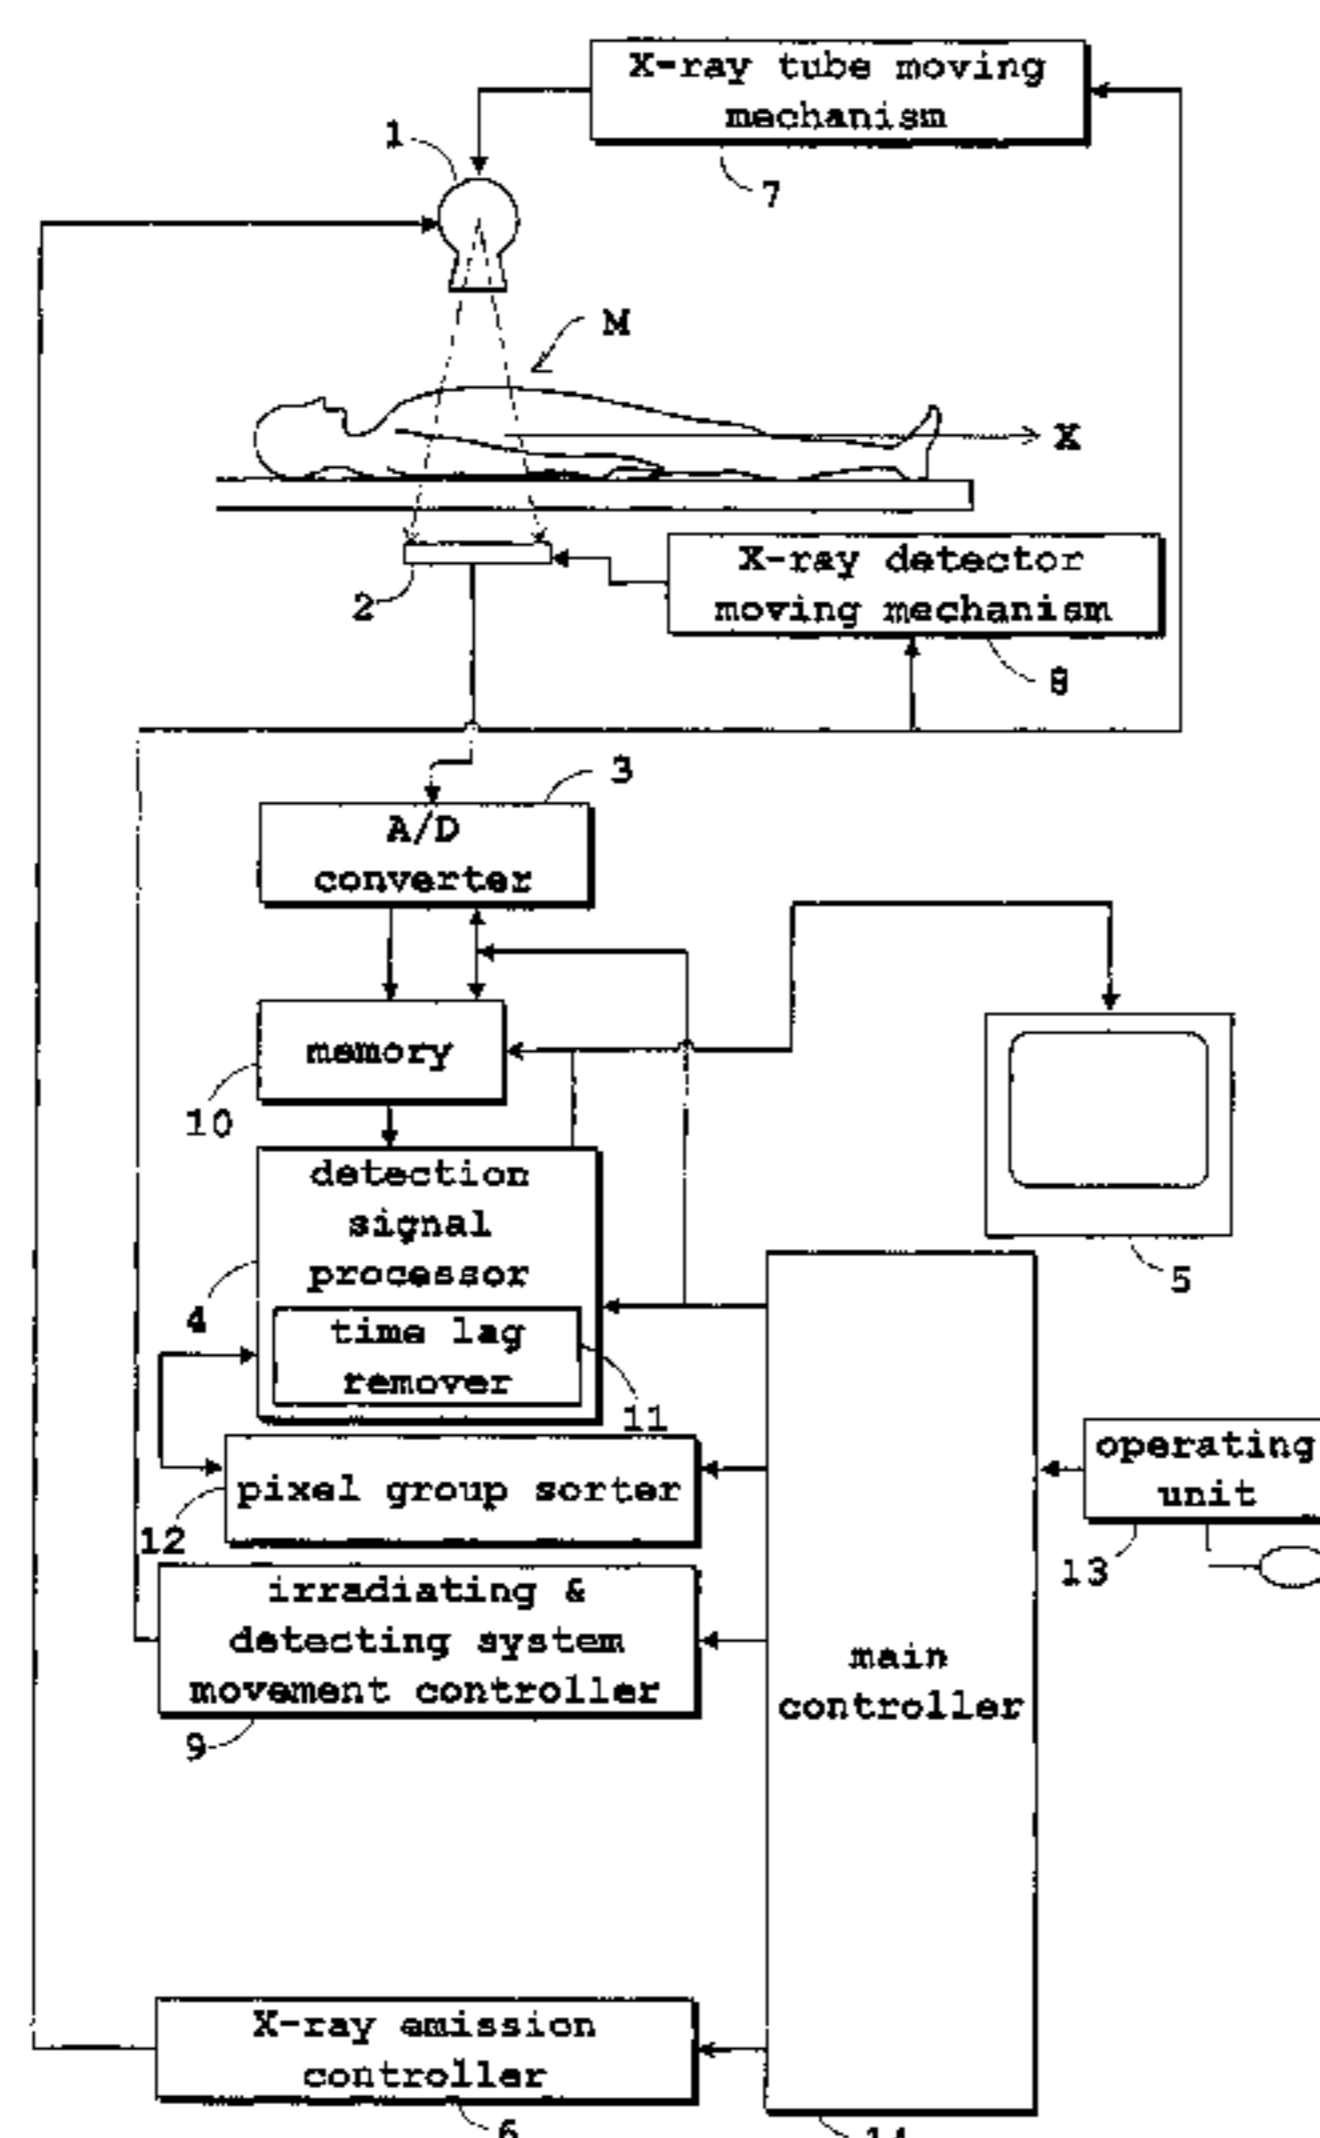 X-ray tube moving
mechanism
1
7
M
X
X-ray detector
moving mechanism
2
8
3
A/D
converter
memory
10
detection
signal
processor
5
4
time lag
remover
11
operating
unit
pixel group sorter
12
13
irradiating &
detecting system
movement controller
main
controller
9
X-ray emission
controller
6
14